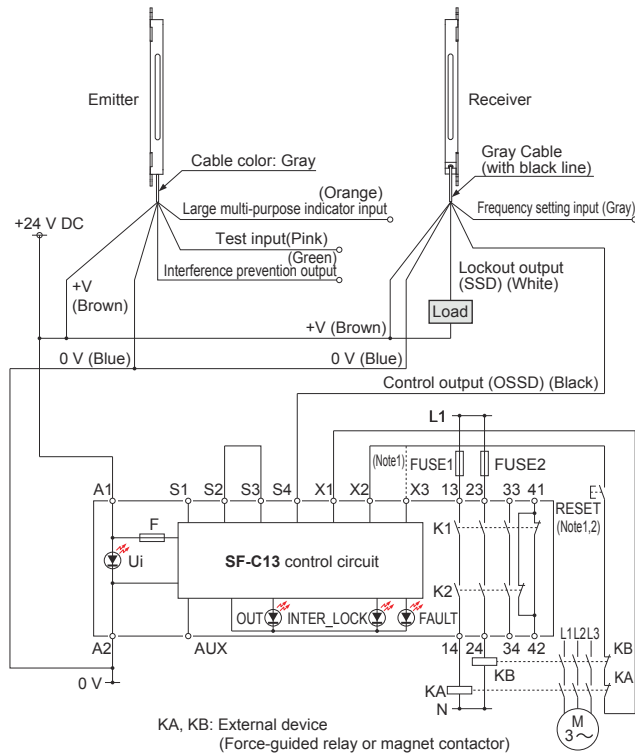 Emitter
Receiver
Cable color: Gray
Gray Cable
(with black line)
(Orange)
Large multi-purpose indicator input
Frequency setting input (Gray)
+24 V DC
Test input(Pink)
(Green)
Interference prevention output
Lockout output
(SSD) (White)
+V
(Brown)
Load
+V (Brown)
0 V (Blue)
0 V (Blue)
Control output (OSSD) (Black)
L1
(Note1)
FUSE1
FUSE2
A1
S1
S2
S3
S4
X1
X2
X3
13
23
33
41
RESET
(Note1,2)
F
K1
Ui
SF-C13 control circuit
K2
OUT
INTER_LOCK
FAULT
A2
AUX
14
24
34
42
L1L2L3
KB
KB
KA
KA
0 V
N
M
3~
KA, KB: External device
(Force-guided relay or magnet contactor)